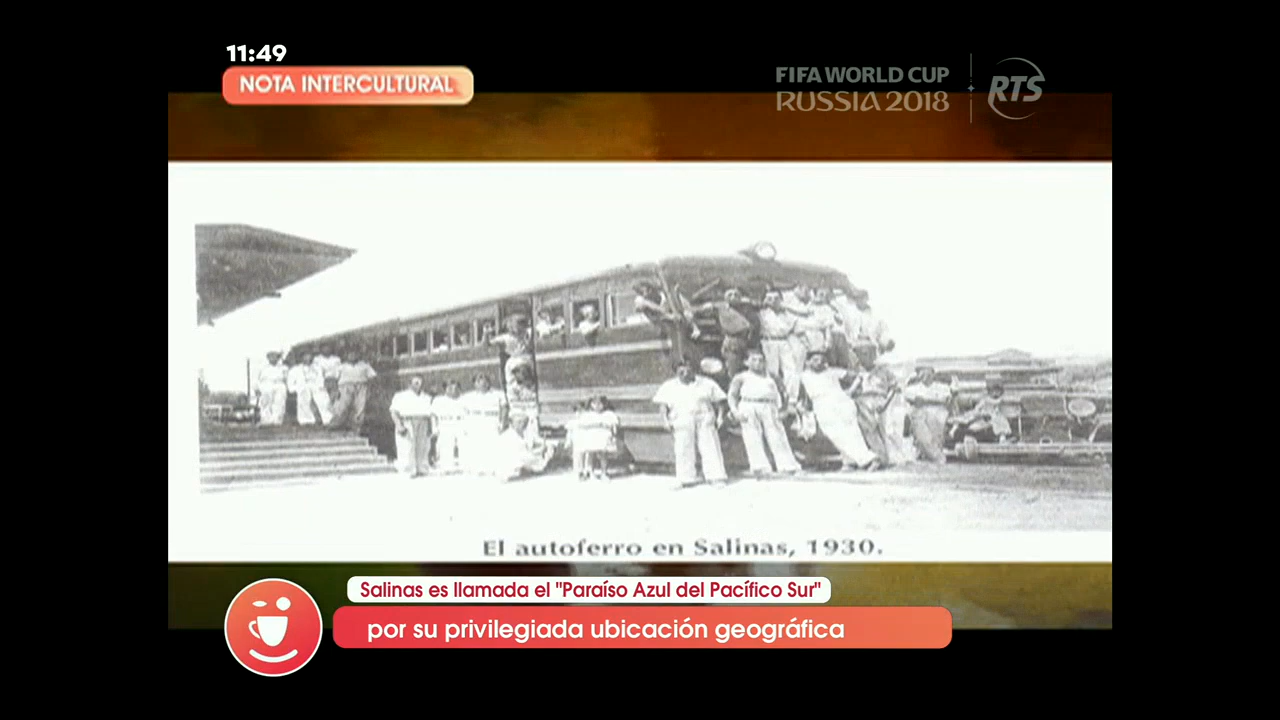 11:49
NOTA INTERCULTURAL
FIFA WORLD CUP
RUSSIA 2018
RTS
El autoferro en Salinas, 1930.
Salinas es llamada el "Paraíso Azul del Pacífico Sur"
por su privilegiada ubicación geográfica